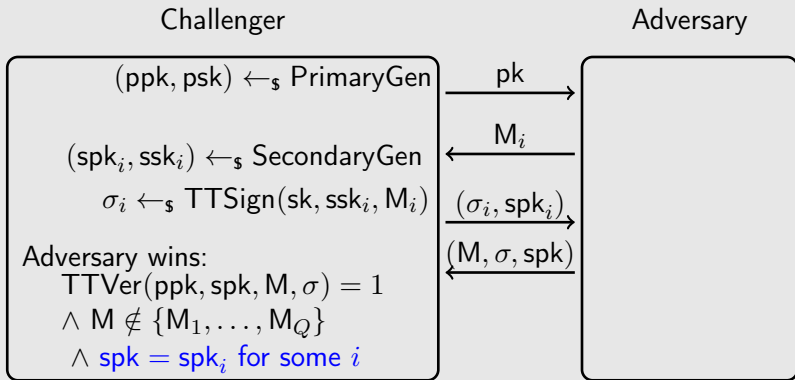 Challenger
Adversary
(ppk, psk) ←$ PrimaryGen
pk
M_i
(spk_i, ssk_i) ←$ SecondaryGen
σ_i ←$ TTSign(sk, ssk_i, M_i)
(σ_i, spk_i)
Adversary wins:
(M, σ, spk)
TTVer(ppk, spk, M, σ) = 1
∧ M ∉ {M_1, . . . , M_Q}
∧ spk = spk_i for some i